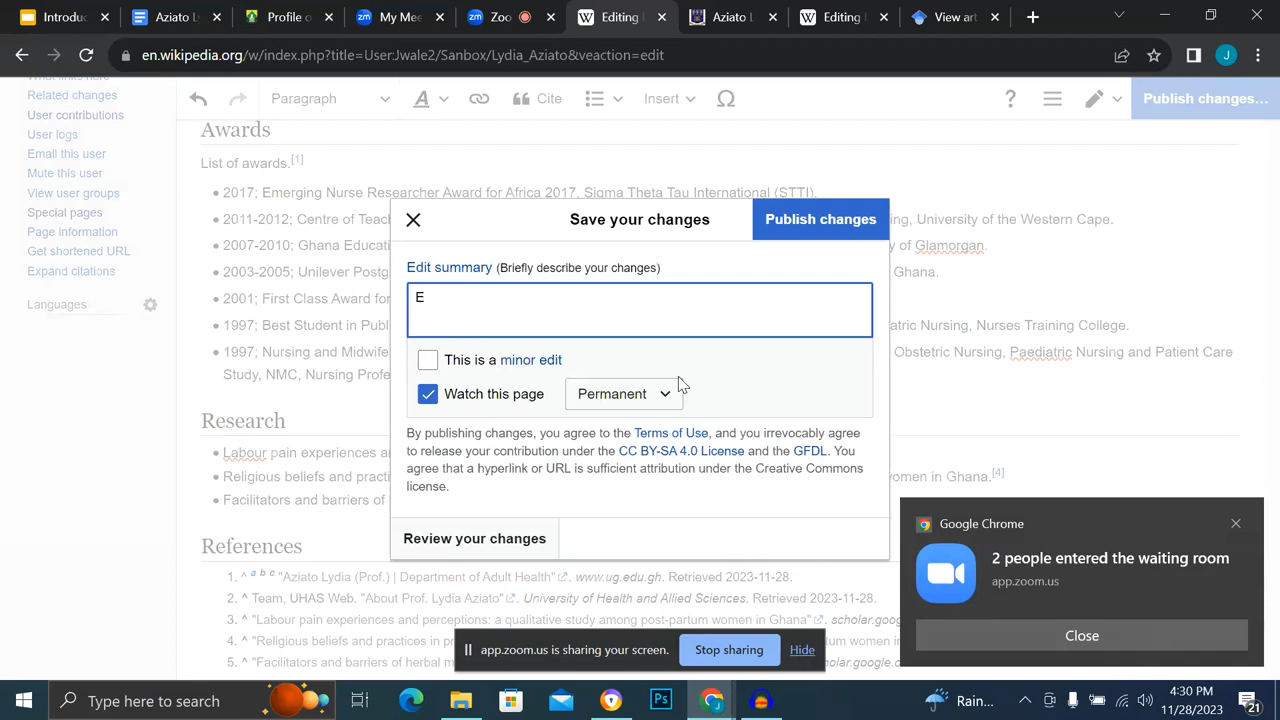 Introduc
Aziato L
Profile o
My Mee
Zoo
Editing
Aziato L
Editing
View art
en.wikipedia.org/w/index.php?title=User:Jwale2/Sanbox/Lydia_Aziato&veaction=edit
J
What links here
Related changes
User contributions
User logs
Email this user
Mute this user
View user groups
Special pages
Page information
Get shortened URL
Expand citations
Languages
Paragraph
A
Cite
Insert
Ω
?
Publish changes...
Awards
List of awards.[1]
2017; Emerging Nurse Researcher Award for Africa 2017, Sigma Theta Tau International (STTI).
2011-2012; Centre of Teac ing, University of the Western Cape.
2007-2010; Ghana Educati y of Glamorgan.
2003-2005; Unilever Postg Ghana.
2001; First Class Award for
1997; Best Student in Publ atric Nursing, Nurses Training College.
1997; Nursing and Midwife Obstetric Nursing, Paediatric Nursing and Patient Care
Study, NMC, Nursing Profe
Research
Labour pain experiences a
Religious beliefs and practi omen in Ghana.[4]
Facilitators and barriers of
References
1. ^ a b c "Aziato Lydia (Prof.) | Department of Adult Health". www.ug.edu.gh. Retrieved 2023-11-28.
2. ^ Team, UHAS Web. "About Prof. Lydia Aziato". University of Health and Allied Sciences. Retrieved 2023-11-28.
3. ^ "Labour pain experiences and perceptions: a qualitative study among post-partum women in Ghana". scholar.goo
4. ^ "Religious beliefs and practices in pr omen
5. ^ "Facilitators and barriers of herbal m holar.google.c
Save your changes
Publish changes
Edit summary (Briefly describe your changes)
E
This is a minor edit
Watch this page
Permanent
By publishing changes, you agree to the Terms of Use, and you irrevocably agree
to release your contribution under the CC BY-SA 4.0 License and the GFDL. You
agree that a hyperlink or URL is sufficient attribution under the Creative Commons
license.
Review your changes
Google Chrome
2 people entered the waiting room
app.zoom.us
Close
app.zoom.us is sharing your screen.
Stop sharing
Hide
Type here to search
Ps
Rain...
4:30 PM
11/28/2023
21